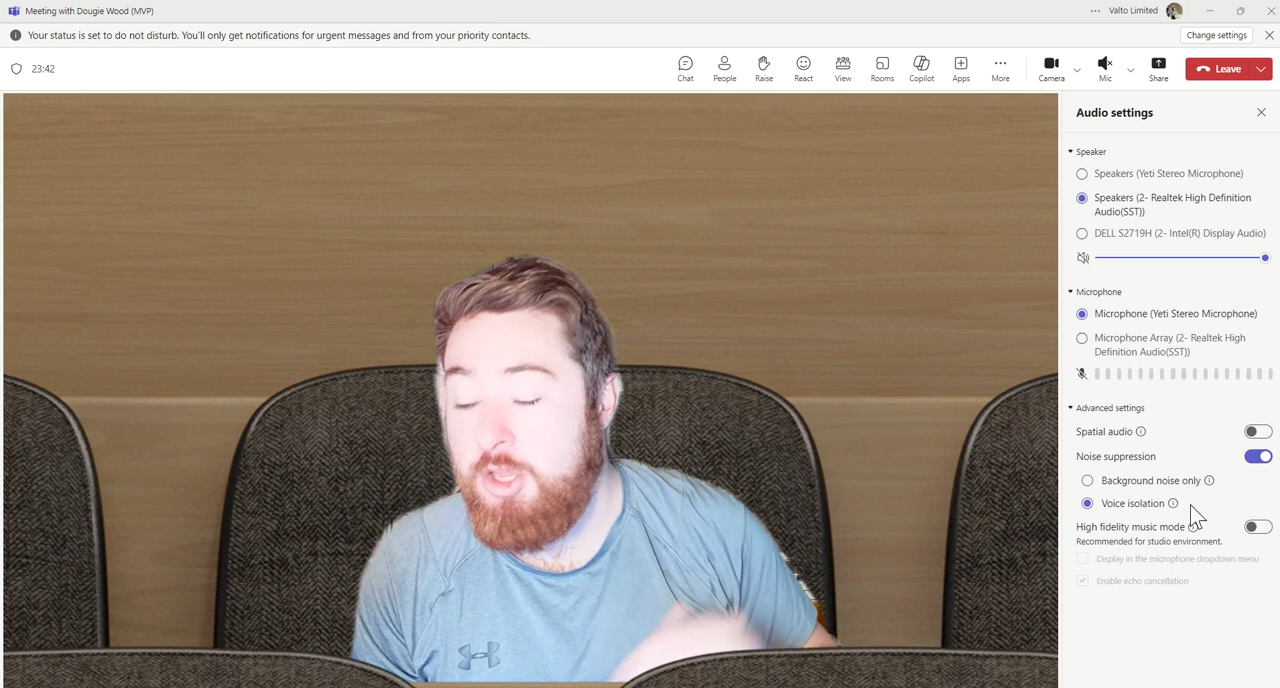 Meeting with Dougie Wood (MVP)
Valto Limited
Your status is set to do not disturb. You'll only get notifications for urgent messages and from your priority contacts.
Change settings
23:42
Chat
People
Raise
React
View
Rooms
Copilot
Apps
More
Camera
Mic
Share
Leave
Audio settings
Speaker
Speakers (Yeti Stereo Microphone)
Speakers (2- Realtek High Definition
Audio(SST))
DELL S2719H (2- Intel(R) Display Audio)
Microphone
Microphone (Yeti Stereo Microphone)
Microphone Array (2- Realtek High
Definition Audio(SST))
Advanced settings
Spatial audio
Noise suppression
Background noise only
Voice isolation
High fidelity music mode
Recommended for studio environment.
Display in the microphone dropdown menu
Enable echo cancellation